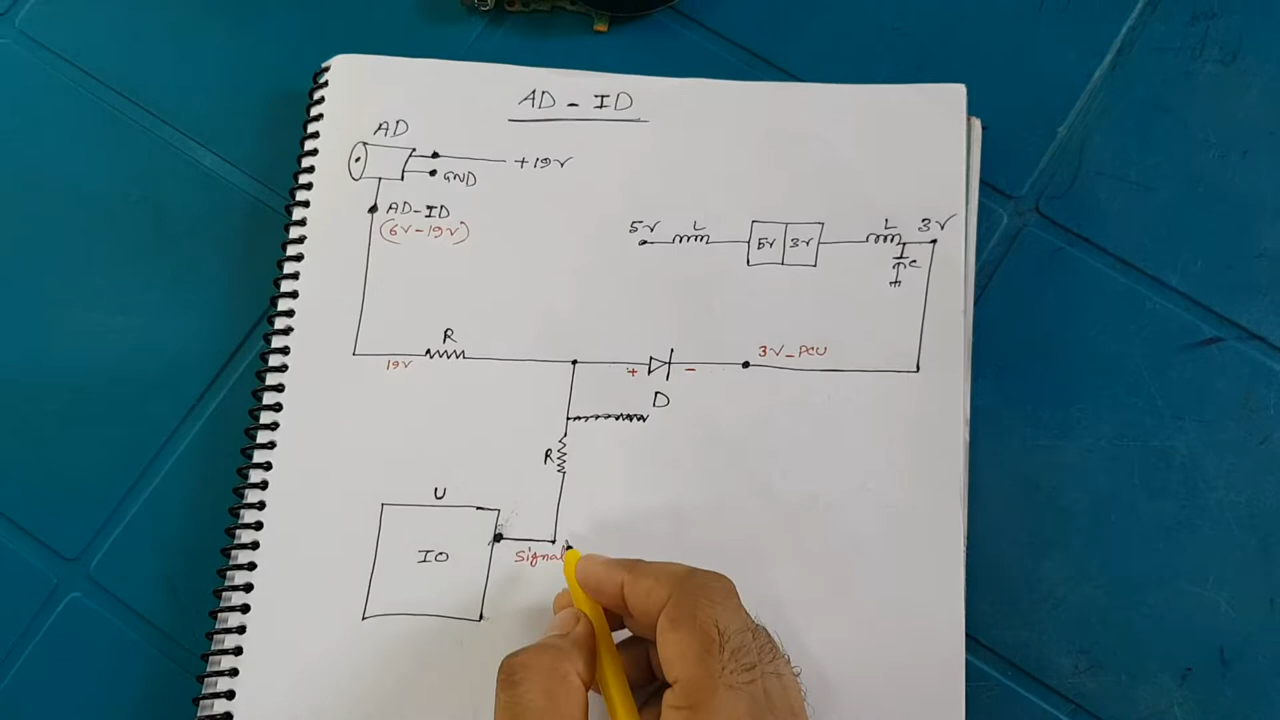 AD - ID
AD
+19V
GND
AD-ID
(6V-19V)
5V
L
5V 3V
L
3V
C
R
19V
+
-
3V_PCU
D
R
U
IO
Signal